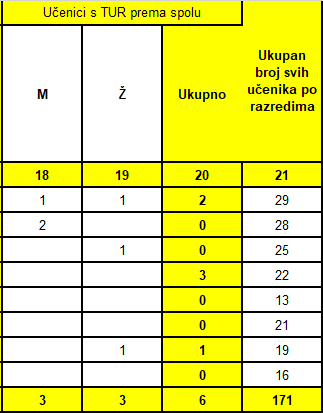 Učenici s TUR prema spolu
M Ž Ukupno Ukupan broj svih učenika po razredima
18 19 20 21
1 1 2 29
2 0 28
1 0 25
3 22
0 13
0 21
1 1 19
0 16
3 3 6 171